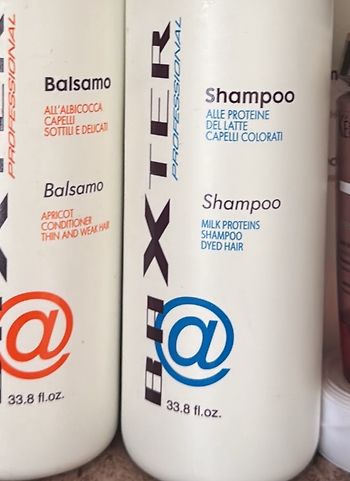 Balsamo
ALL'ALBICOCCA
CAPELLI
SOTTILI E DELICATI
Balsamo
APRICOT
CONDITIONER
THIN AND WEAK HAIR
@
33.8 fl.oz.
PROFESSIONAL
BAXTER
PROFESSIONAL
Shampoo
ALLE PROTEINE
DEL LATTE
CAPELLI COLORATI
Shampoo
MILK PROTEINS
SHAMPOO
DYED HAIR
@
33.8 fl.oz.